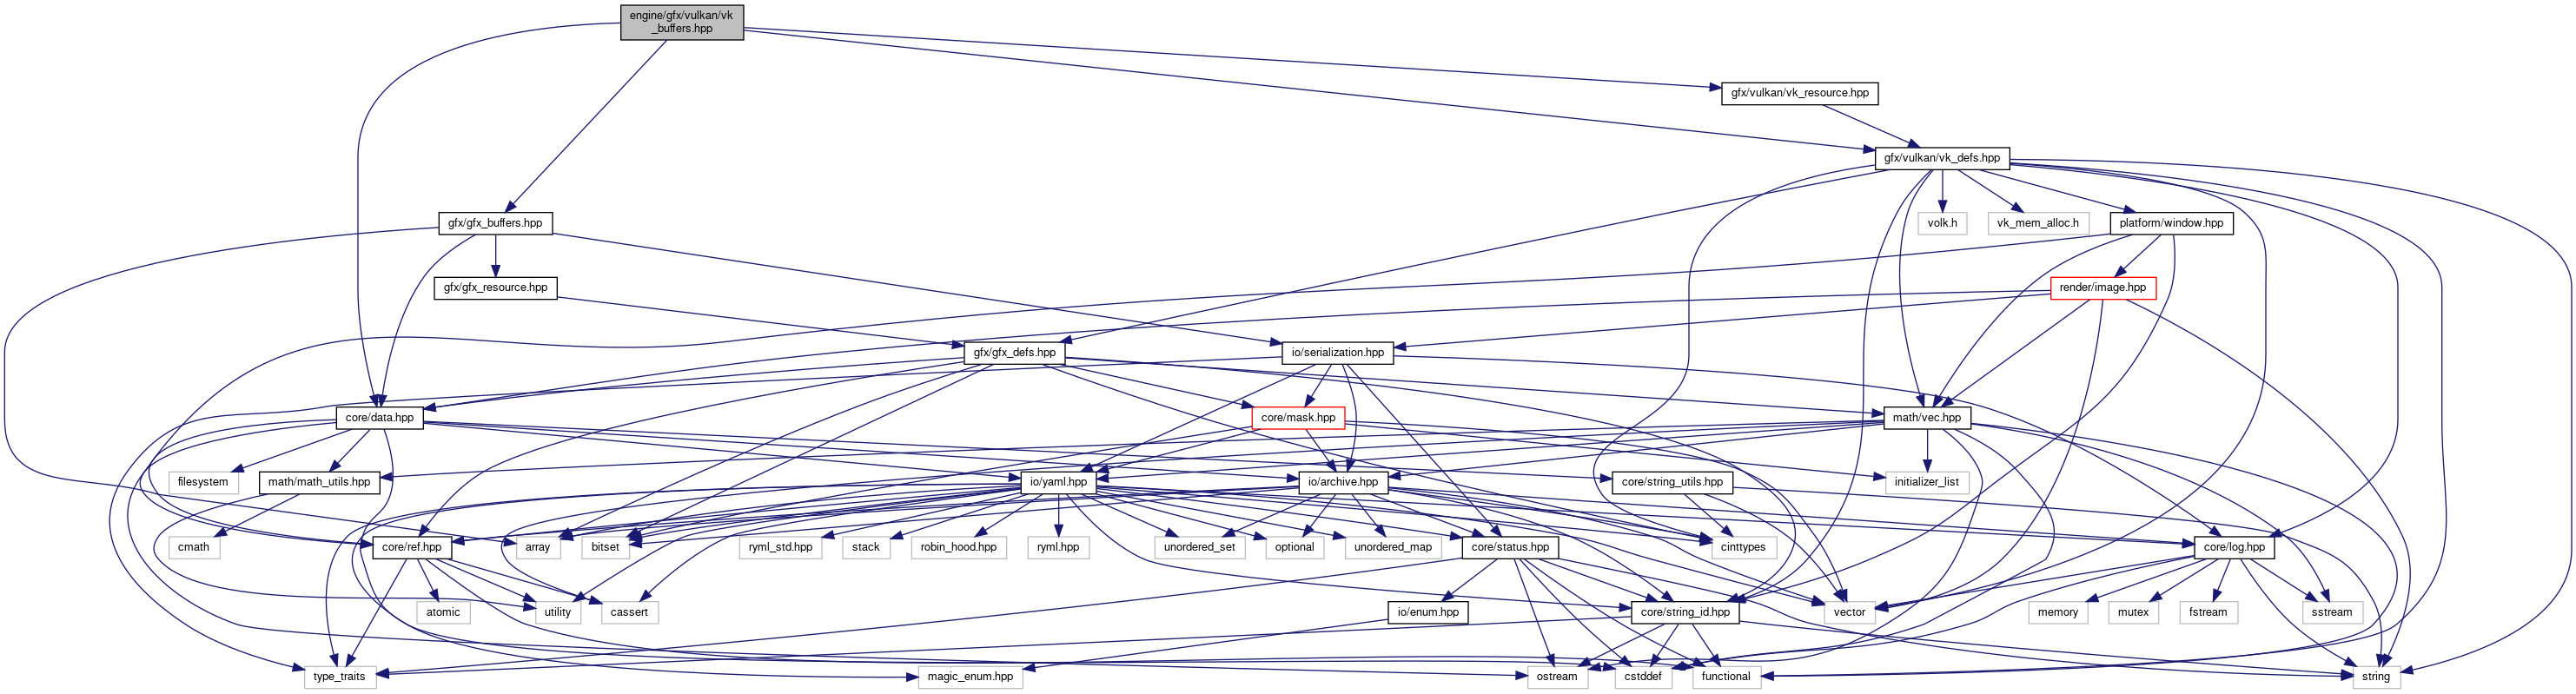 engine/gfx/vulkan/vk
_buffers.hpp
gfx/vulkan/vk_resource.hpp
gfx/vulkan/vk_defs.hpp
gfx/gfx_buffers.hpp
volk.h
vk_mem_alloc.h
platform/window.hpp
gfx/gfx_resource.hpp
render/image.hpp
gfx/gfx_defs.hpp
io/serialization.hpp
core/data.hpp
core/mask.hpp
math/vec.hpp
filesystem
math/math_utils.hpp
io/yaml.hpp
io/archive.hpp
core/string_utils.hpp
initializer_list
cmath
core/ref.hpp
array
bitset
ryml_std.hpp
stack
robin_hood.hpp
ryml.hpp
unordered_set
optional
unordered_map
core/status.hpp
cinttypes
core/log.hpp
atomic
utility
cassert
io/enum.hpp
core/string_id.hpp
vector
memory
mutex
fstream
sstream
type_traits
magic_enum.hpp
ostream
cstddef
functional
string